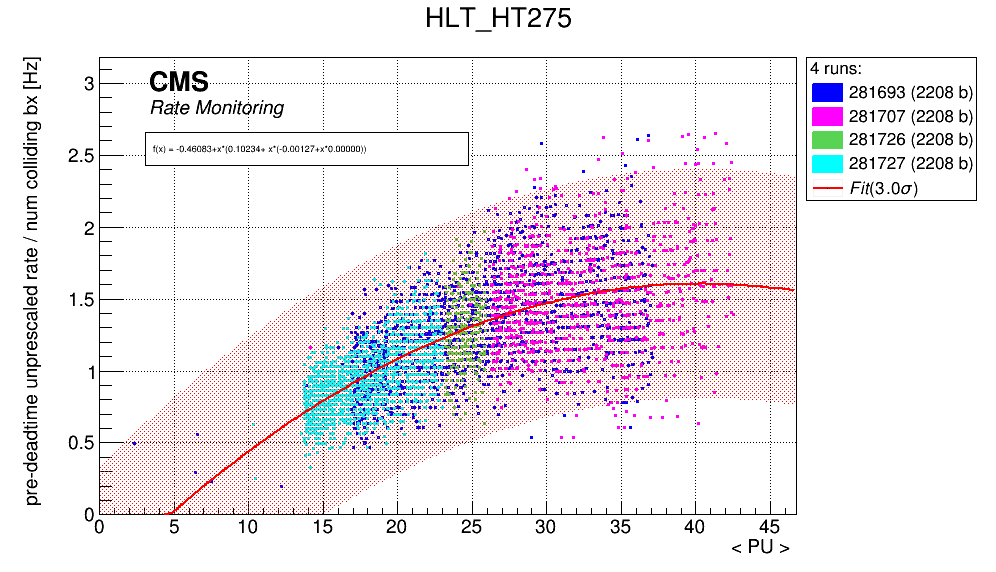 HLT_HT275
pre-deadtime unprescaled rate / num colliding bx [Hz]
3
2.5
2
1.5
1
0.5
0
CMS
Rate Monitoring
f(x) = -0.46083+x*(0.10234+ x*(-0.00127+x*0.00000))
0 5 10 15 20 25 30 35 40 45
< PU >
4 runs:
281693 (2208 b)
281707 (2208 b)
281726 (2208 b)
281727 (2208 b)
Fit(3.0σ)